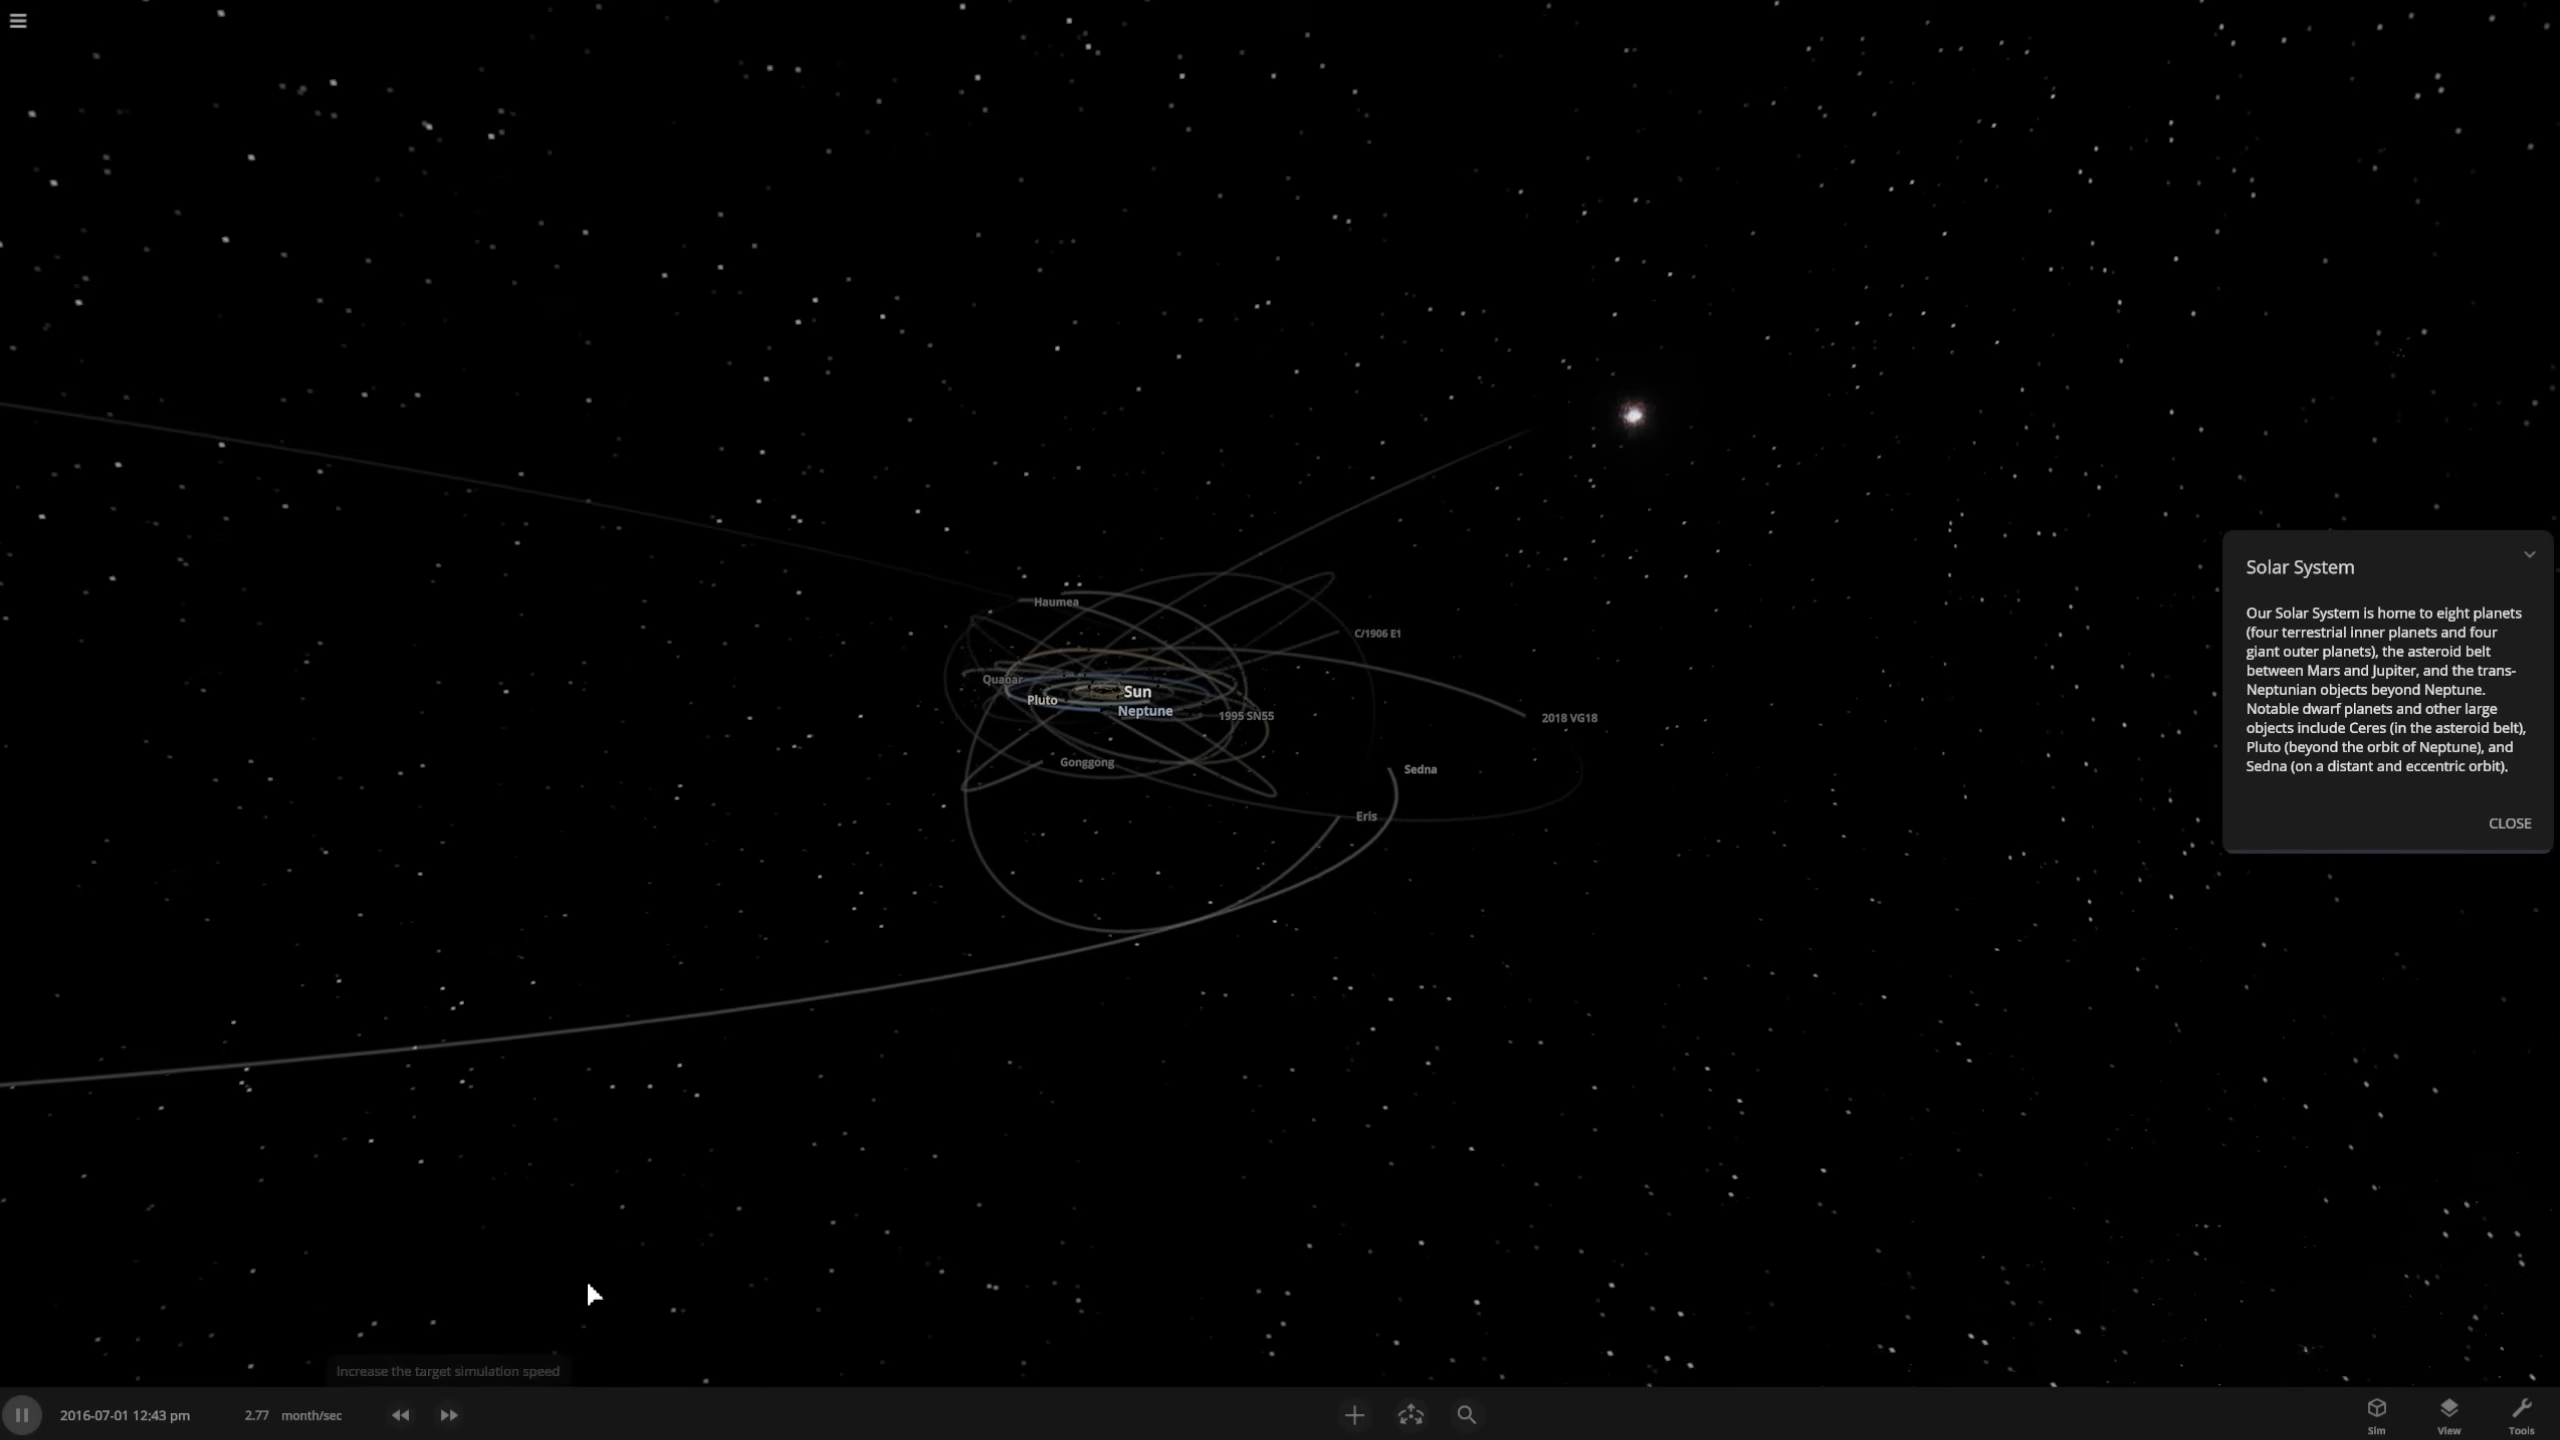 Haumea
C/1906 E1
Quaoar
Sun
Pluto
Neptune
1995 SN55
2018 VG18
Gonggong
Sedna
Eris
Solar System
Our Solar System is home to eight planets
(four terrestrial inner planets and four
giant outer planets), the asteroid belt
between Mars and Jupiter, and the trans-
Neptunian objects beyond Neptune.
Notable dwarf planets and other large
objects include Ceres (in the asteroid belt),
Pluto (beyond the orbit of Neptune), and
Sedna (on a distant and eccentric orbit).
CLOSE
Increase the target simulation speed
2016-07-01 12:43 pm 2.77 month/sec
Sim View Tools